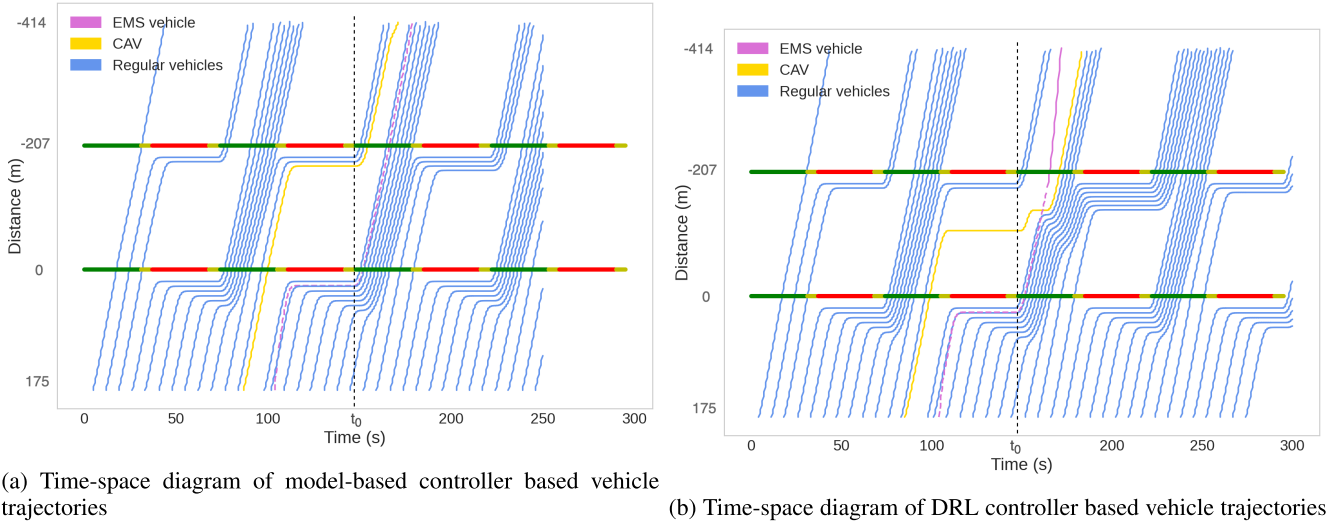 -414
-207
0
175
Distance (m)
EMS vehicle
CAV
Regular vehicles
0 50 100 t0 200 250 300
Time (s)
(a) Time-space diagram of model-based controller based vehicle
trajectories
-414
-207
0
175
Distance (m)
EMS vehicle
CAV
Regular vehicles
0 50 100 t0 200 250 300
Time (s)
(b) Time-space diagram of DRL controller based vehicle trajectories